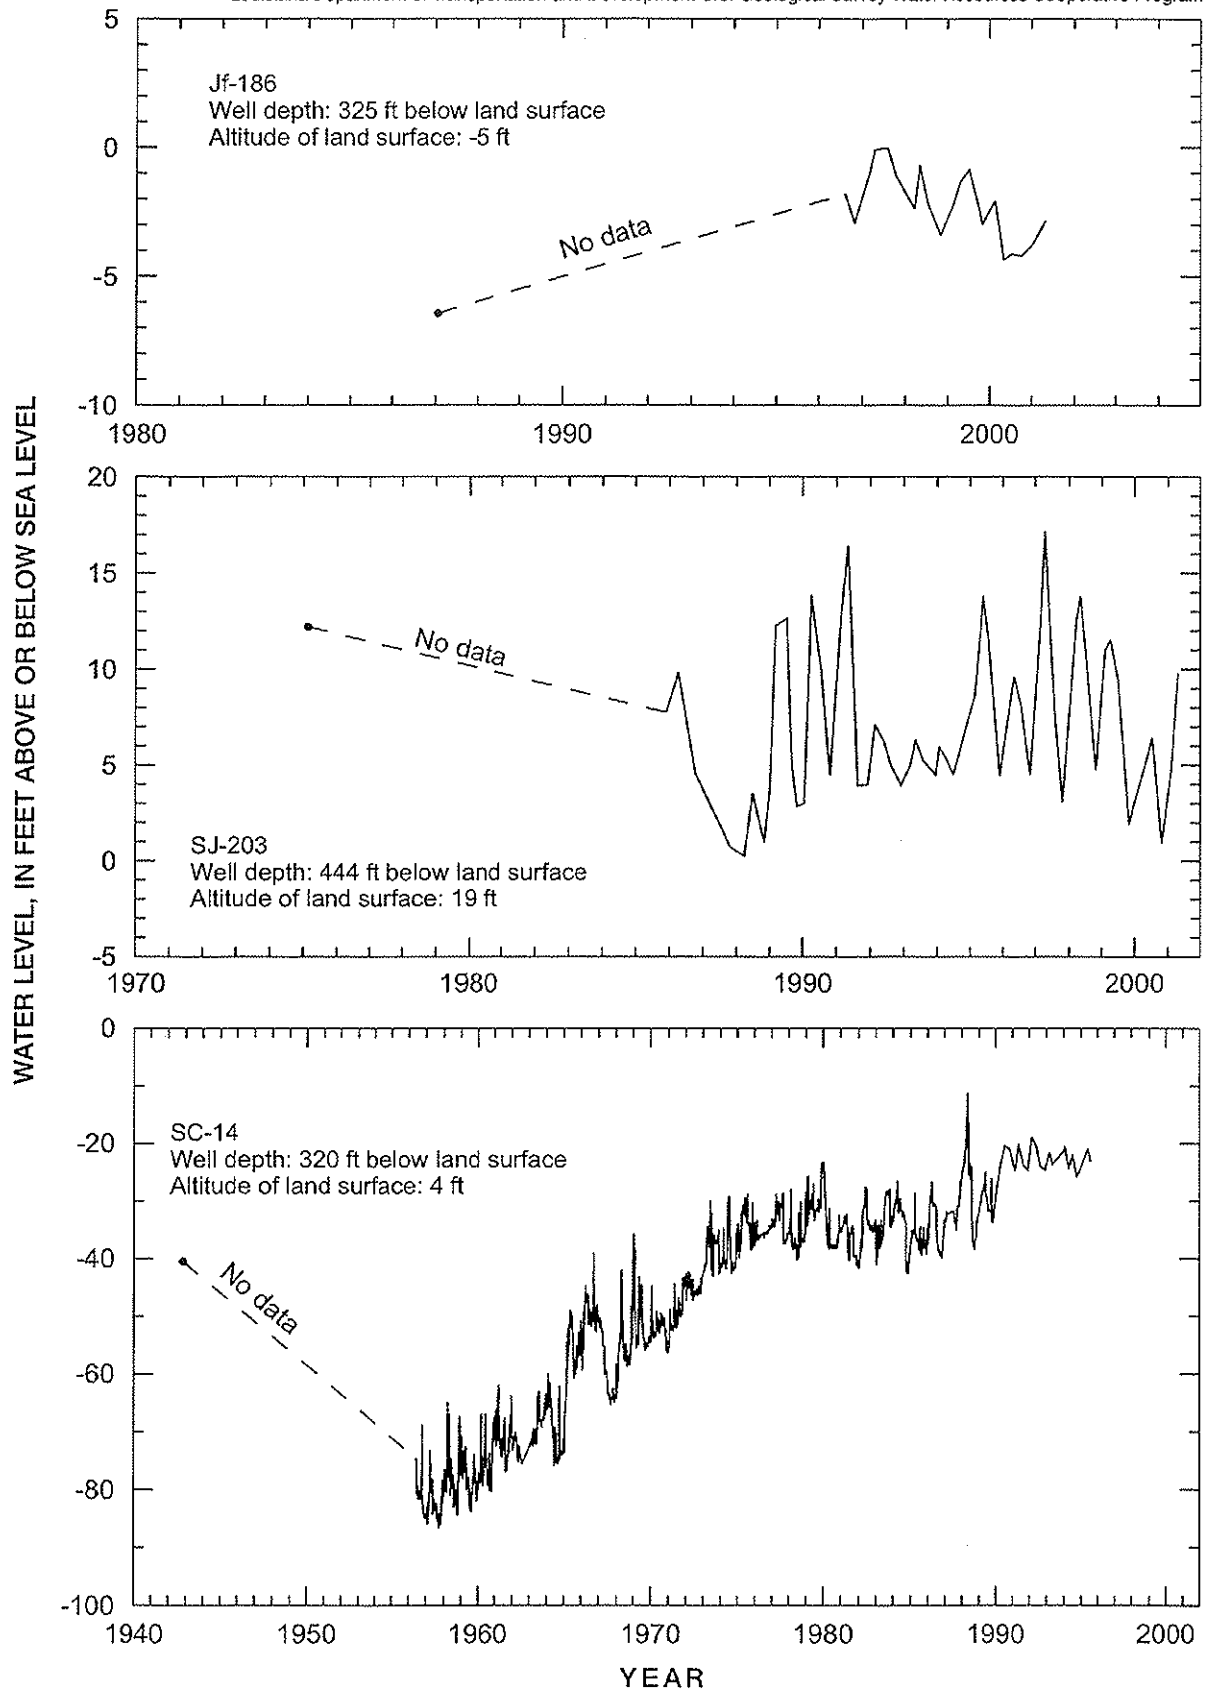 Jf-186
Well depth: 325 ft below land surface
Altitude of land surface: -5 ft
No data
5
0
-5
-10
1980
1990
2000
WATER LEVEL, IN FEET ABOVE OR BELOW SEA LEVEL
20
15
10
5
0
-5
No data
SJ-203
Well depth: 444 ft below land surface
Altitude of land surface: 19 ft
1970
1980
1990
2000
0
-20
-40
-60
-80
-100
SC-14
Well depth: 320 ft below land surface
Altitude of land surface: 4 ft
No data
1940
1950
1960
1970
1980
1990
2000
YEAR